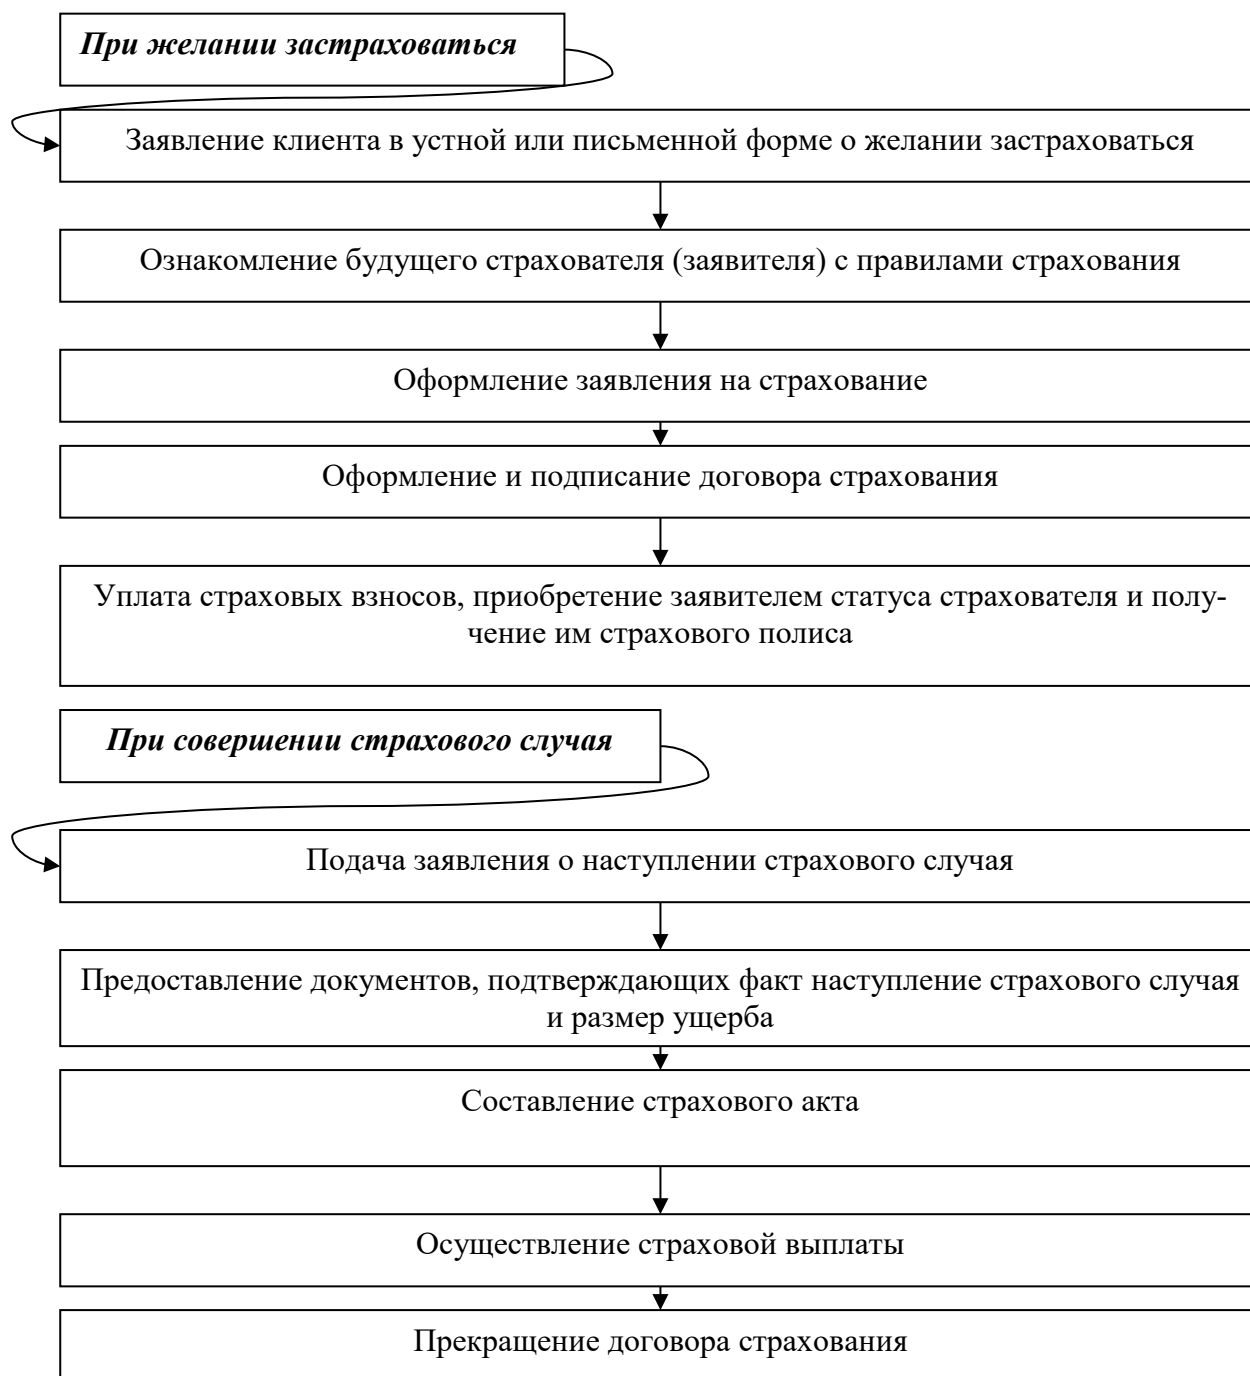 При желании застраховаться
Заявление клиента в устной или письменной форме о желании застраховаться
Ознакомление будущего страхователя (заявителя) с правилами страхования
Оформление заявления на страхование
Оформление и подписание договора страхования
Уплата страховых взносов, приобретение заявителем статуса страхователя и полу-
чение им страхового полиса
При совершении страхового случая
Подача заявления о наступлении страхового случая
Предоставление документов, подтверждающих факт наступление страхового случая
и размер ущерба
Составление страхового акта
Осуществление страховой выплаты
Прекращение договора страхования